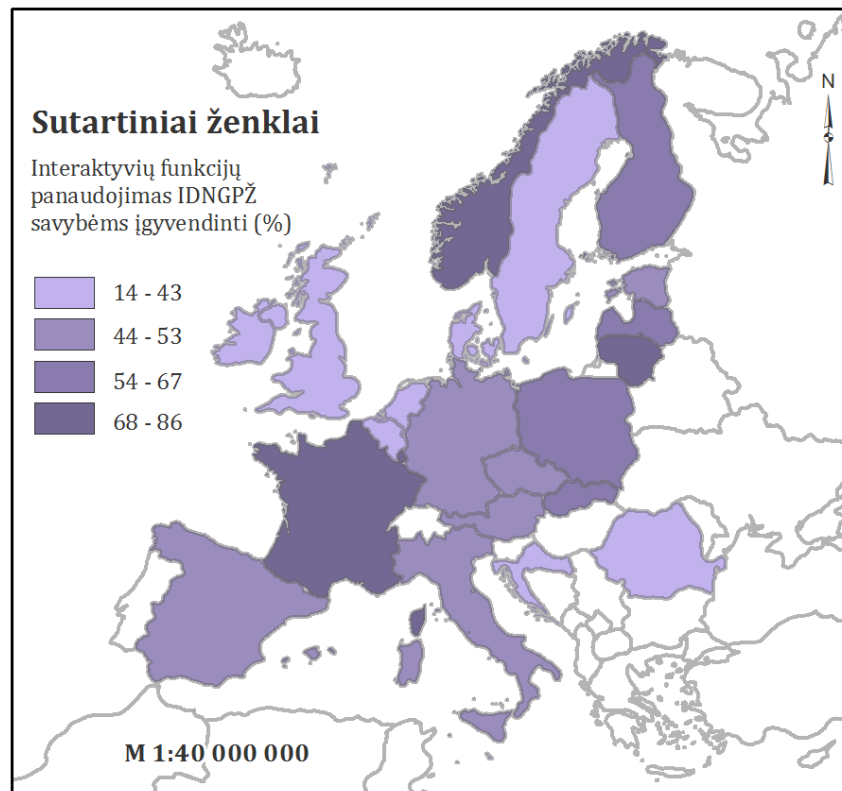 N
Sutartiniai ženklai
Interaktyvių funkcijų
panaudojimas IDNGPŽ
savybėms įgyvendinti (%)
14 - 43
44 - 53
54 - 67
68 - 86
M 1:40 000 000